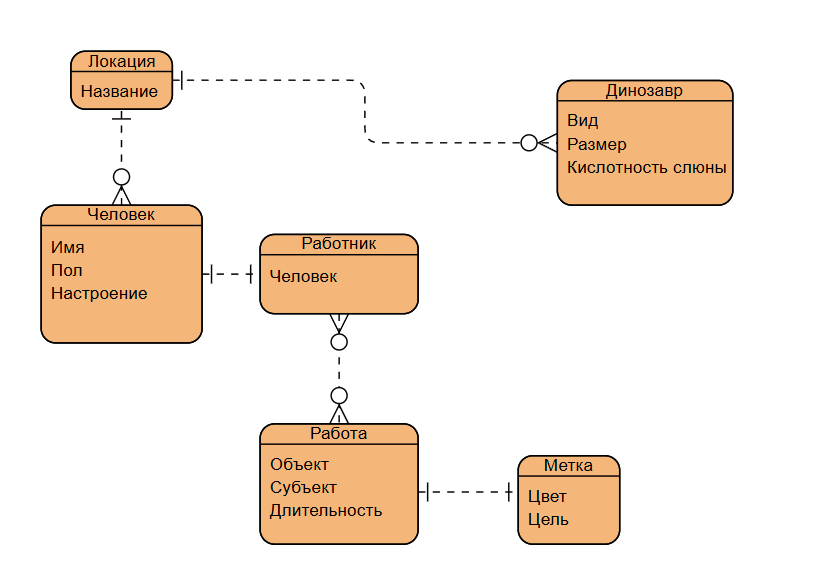 Локация
Название
Динозавр
Вид
Размер
Кислотность слюны
Человек
Имя
Пол
Настроение
Работник
Человек
Работа
Объект
Субъект
Длительность
Метка
Цвет
Цель